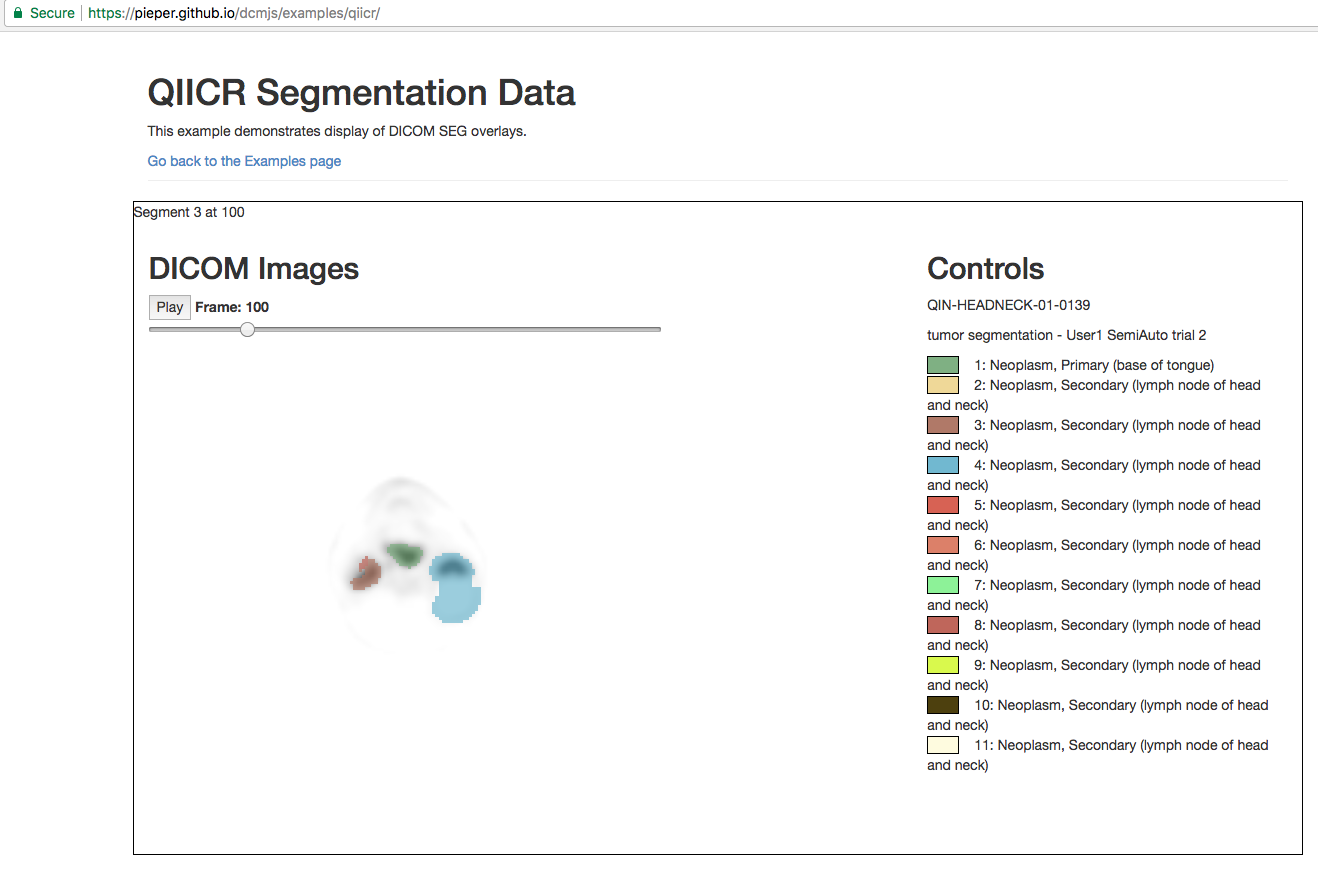 Secure https://pieper.github.io/dcmjs/examples/qiicr/
QIICR Segmentation Data
This example demonstrates display of DICOM SEG overlays.
Go back to the Examples page
Segment 3 at 100
DICOM Images
Play Frame: 100
Controls
QIN-HEADNECK-01-0139
tumor segmentation - User1 SemiAuto trial 2
1: Neoplasm, Primary (base of tongue)
2: Neoplasm, Secondary (lymph node of head
and neck)
3: Neoplasm, Secondary (lymph node of head
and neck)
4: Neoplasm, Secondary (lymph node of head
and neck)
5: Neoplasm, Secondary (lymph node of head
and neck)
6: Neoplasm, Secondary (lymph node of head
and neck)
7: Neoplasm, Secondary (lymph node of head
and neck)
8: Neoplasm, Secondary (lymph node of head
and neck)
9: Neoplasm, Secondary (lymph node of head
and neck)
10: Neoplasm, Secondary (lymph node of head
and neck)
11: Neoplasm, Secondary (lymph node of head
and neck)